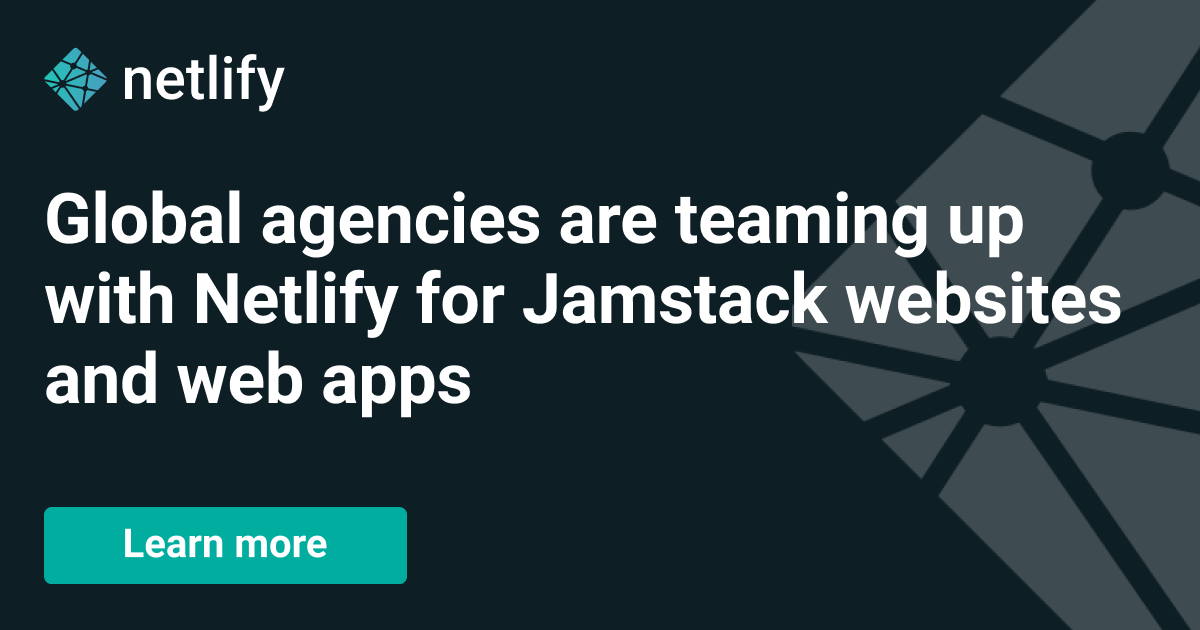 netlify
Global agencies are teaming up
with Netlify for Jamstack websites
and web apps
Learn more